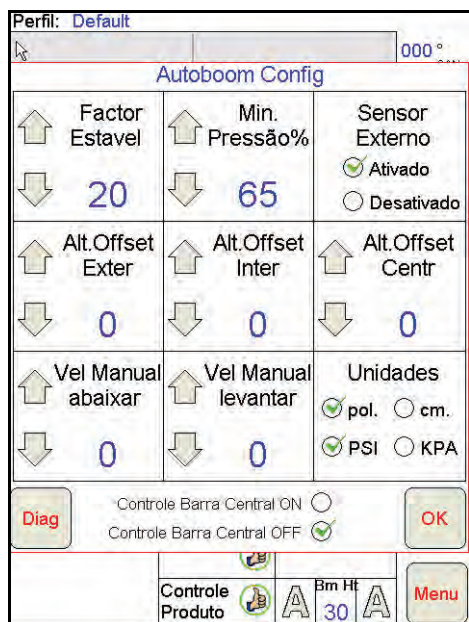 Perfil: Default
000 °
Autoboom Config
Factor
Estavel
20
Min.
Pressão%
65
Sensor
Externo
Ativado
Desativado
Alt.Offset
Exter
0
Alt.Offset
Inter
0
Alt.Offset
Centr
0
Vel Manual
abaixar
0
Vel Manual
levantar
0
Unidades
pol. cm.
PSI KPA
Diag
Controle Barra Central ON
Controle Barra Central OFF
OK
Controle
Produto
A
Bm Ht
30
A
Menu